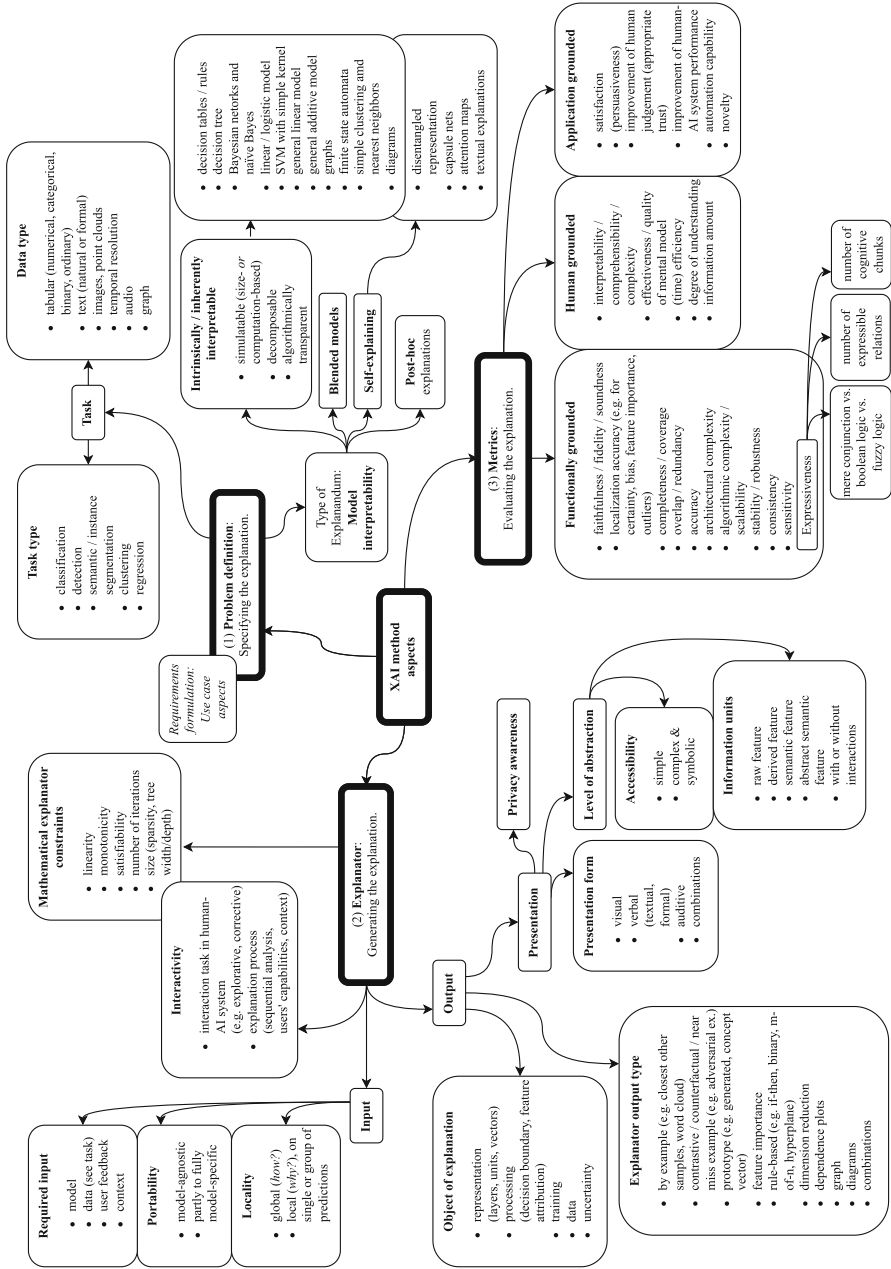 XAI method
aspects
Requirements
formulation:
Use case
aspects
(1) Problem definition:
Specifying the explanation.
Task
Task type
• classification
• detection
• semantic / instance
segmentation
• clustering
• regression
Data type
• tabular (numerical, categorical,
binary, ordinary)
• text (natural or formal)
• images, point clouds
• temporal resolution
• audio
• graph
Type of
Explanandum:
Model
interpretability
Intrinsically / inherently
interpretable
• simulatable (size- or
computation-based)
• decomposable
• algorithmically
transparent
• decision tables / rules
• decision tree
• Bayesian netorks and
naïve Bayes
• linear / logistic model
• SVM with simple kernel
• general linear model
• general additive model
• graphs
• finite state automata
• simple clustering amd
nearest neighbors
• diagrams
Blended models
Self-explaining
• disentangled
representation
• capsule nets
• attention maps
• textual explanations
Post-hoc
explanations
(2) Explanator:
Generating the explanation.
Mathematical explanator
constraints
• linearity
• monotonicity
• satisfiability
• number of iterations
• size (sparsity, tree
width/depth)
Interactivity
• interaction task in human-
AI system
(e.g. explorative, corrective)
• explanation process
(sequential analysis,
users' capabilities, context)
Input
Required input
• model
• data (see task)
• user feedback
• context
Portability
• model-agnostic
• partly to fully
model-specific
Locality
• global (how?)
• local (why?), on
single or group of
predictions
Output
Object of explanation
• representation
(layers, units, vectors)
• processing
(decision boundary, feature
attribution)
• training
• data
• uncertainty
Explanator output type
• by example (e.g. closest other
samples, word cloud)
• contrastive / counterfactual / near
miss example (e.g. adversarial ex.)
• prototype (e.g. generated, concept
vector)
• feature importance
• rule-based (e.g. if-then, binary, m-
of-n, hyperplane)
• dimension reduction
• dependence plots
• graph
• diagrams
• combinations
Presentation
Presentation form
• visual
• verbal
(textual,
formal)
• auditive
• combinations
Privacy awareness
Level of abstraction
Accessibility
• simple
• complex &
symbolic
Information units
• raw feature
• derived feature
• semantic feature
• abstract semantic
feature
• with or without
interactions
(3) Metrics:
Evaluating the explanation.
Functionally grounded
• faithfulness / fidelity / soundness
• localization accuracy (e.g. for
certainty, bias, feature importance,
outliers)
• completeness / coverage
• overlap / redundancy
• accuracy
• architectural complexity
• algorithmic complexity /
scalability
• stability / robustness
• consistency
• sensitivity
Expressiveness
mere conjunction vs.
boolean logic vs.
fuzzy logic
number of
expressible
relations
number of
cognitive
chunks
Human grounded
• interpretability /
comprehensibility /
complexity
• effectiveness / quality
of mental model
• (time) efficiency
• degree of understanding
• information amount
Application grounded
• satisfaction
• (persuasiveness)
• improvement of human
judgement (appropriate
trust)
• improvement of human-
AI system performance
• automation capability
• novelty